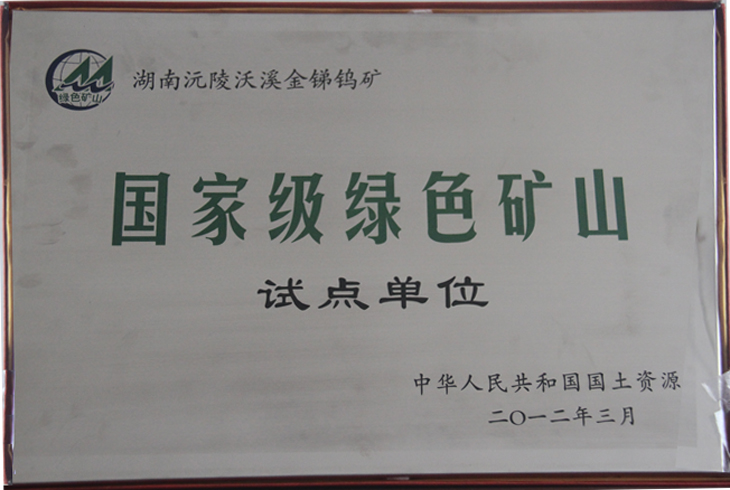 绿色矿山
湖南沅陵沃溪金锑钨矿
国家级绿色矿山
试点单位
中华人民共和国国土资源
二〇一二年三月